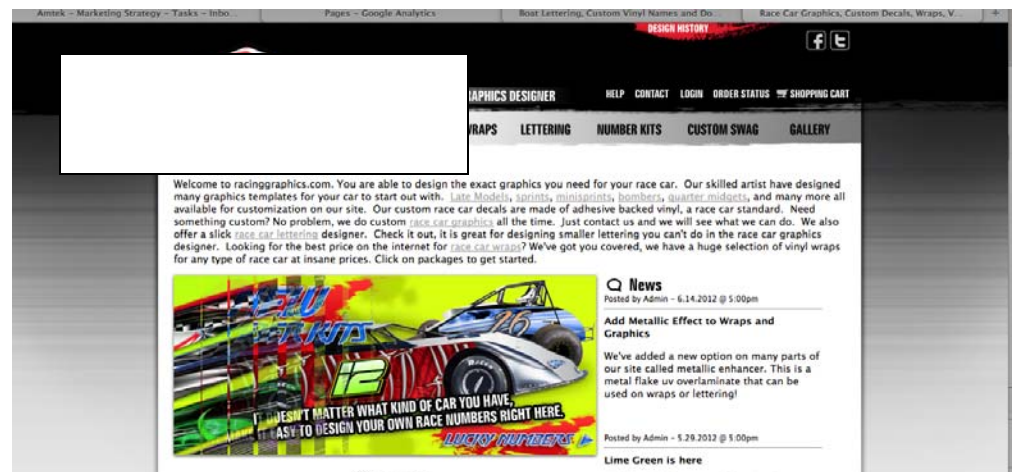 Amtek – Marketing Strategy – Tasks – Inbo...
Pages – Google Analytics
Boat Lettering, Custom Vinyl Names and Do...
Race Car Graphics, Custom Decals, Wraps, V...
DESIGN HISTORY
GRAPHICS DESIGNER
HELP CONTACT LOGIN ORDER STATUS SHOPPING CART
WRAPS LETTERING NUMBER KITS CUSTOM SWAG GALLERY
Welcome to racinggraphics.com. You are able to design the exact graphics you need for your race car. Our skilled artist have designed
many graphics templates for your car to start out with. Late Models, sprints, minisprints, bombers, quarter midgets, and many more all
available for customization on our site. Our custom race car decals are made of adhesive backed vinyl, a race car standard. Need
something custom? No problem, we do custom race car graphics all the time. Just contact us and we will see what we can do. We also
offer a slick race car lettering designer. Check it out, it is great for designing smaller lettering you can't do in the race car graphics
designer. Looking for the best price on the internet for race car wraps? We've got you covered, we have a huge selection of vinyl wraps
for any type of race car at insane prices. Click on packages to get started.
KITS
26
12
IT DOESN'T MATTER WHAT KIND OF CAR YOU HAVE,
EASY TO DESIGN YOUR OWN RACE NUMBERS RIGHT HERE.
LUCKY NUMBERS
News
Posted by Admin – 6.14.2012 @ 5:00pm
Add Metallic Effect to Wraps and
Graphics
We've added a new option on many parts of
our site called metallic enhancer. This is a
metal flake uv overlaminate that can be
used on wraps or lettering!
Posted by Admin – 5.29.2012 @ 5:00pm
Lime Green is here